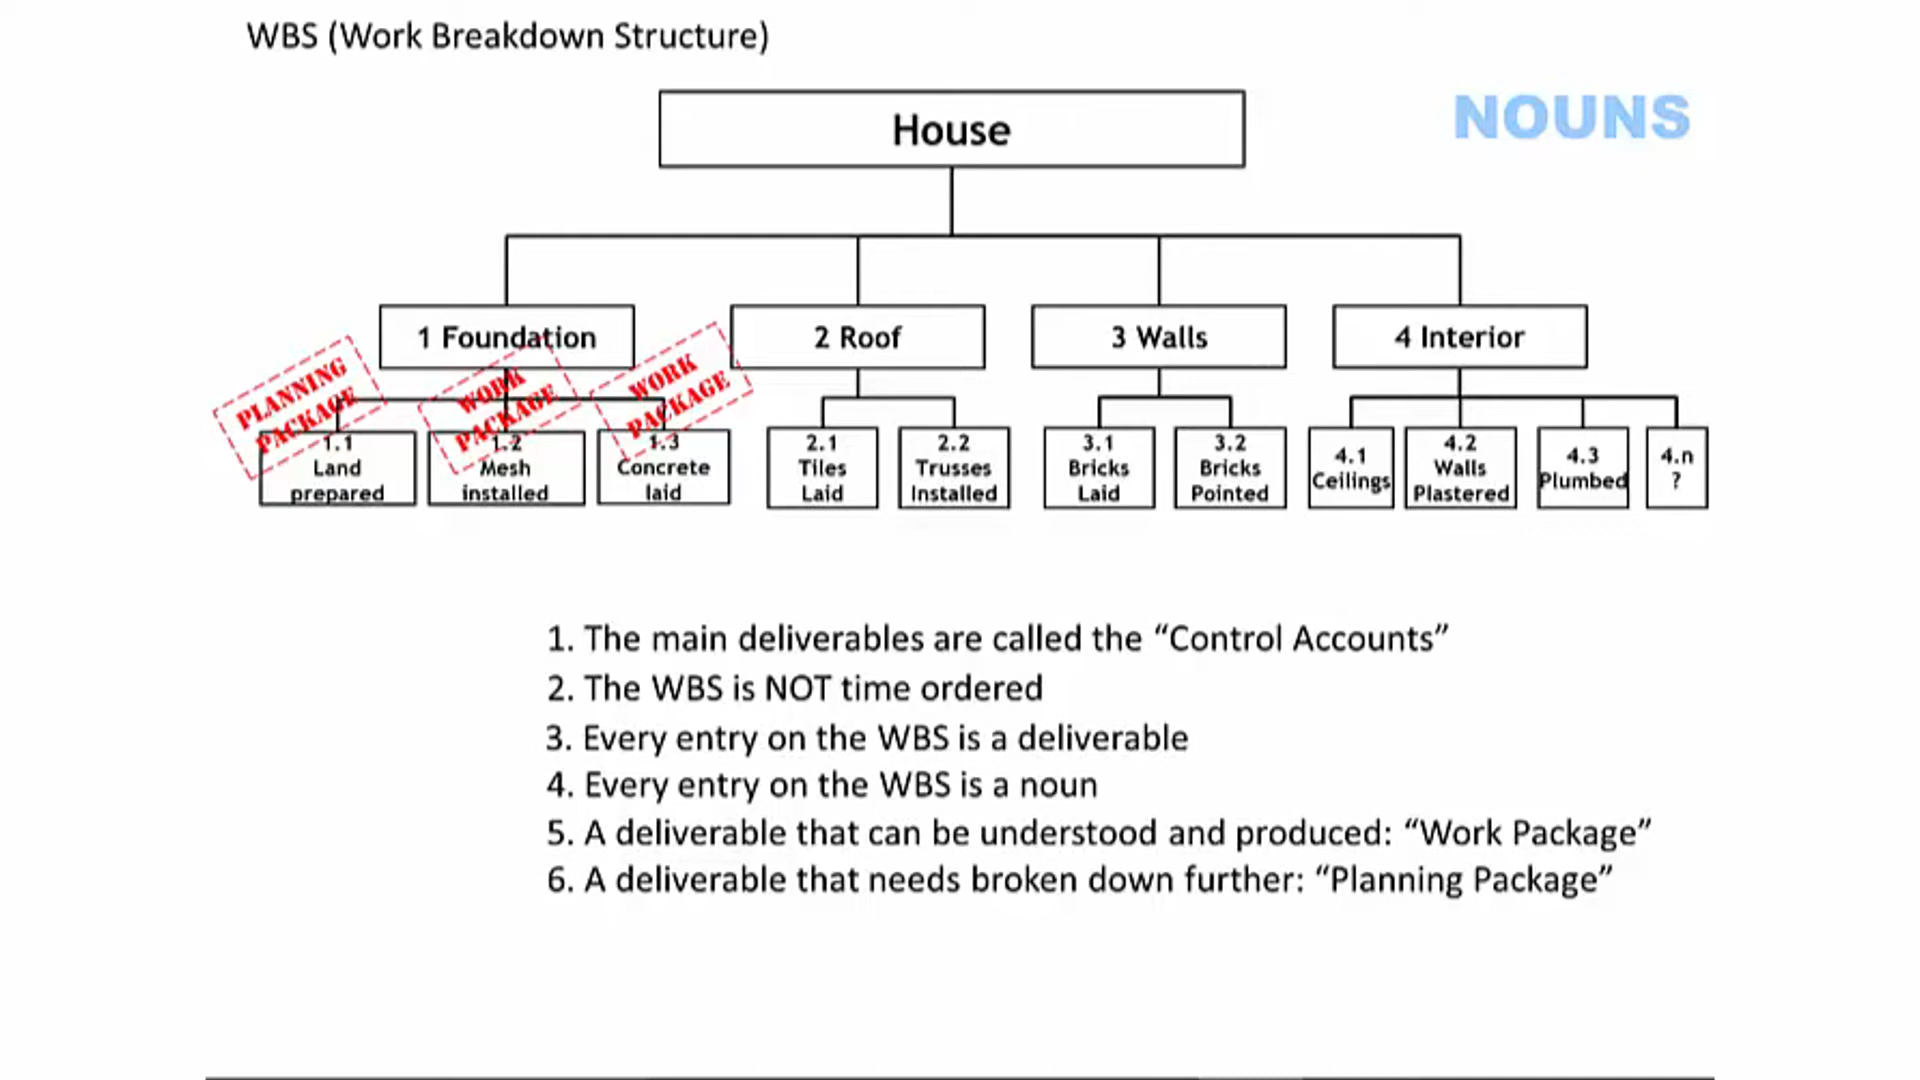 WBS (Work Breakdown Structure)
NOUNS
House
1 Foundation
2 Roof
3 Walls
4 Interior
PLANNING
PACKAGE
WORK
PACKAGE
WORK
PACKAGE
1.1
Land
prepared
1.2
Mesh
installed
1.3
Concrete
laid
2.1
Tiles
Laid
2.2
Trusses
Installed
3.1
Bricks
Laid
3.2
Bricks
Pointed
4.1
Ceilings
4.2
Walls
Plastered
4.3
Plumbed
4.n
?
1. The main deliverables are called the “Control Accounts”
2. The WBS is NOT time ordered
3. Every entry on the WBS is a deliverable
4. Every entry on the WBS is a noun
5. A deliverable that can be understood and produced: “Work Package”
6. A deliverable that needs broken down further: “Planning Package”